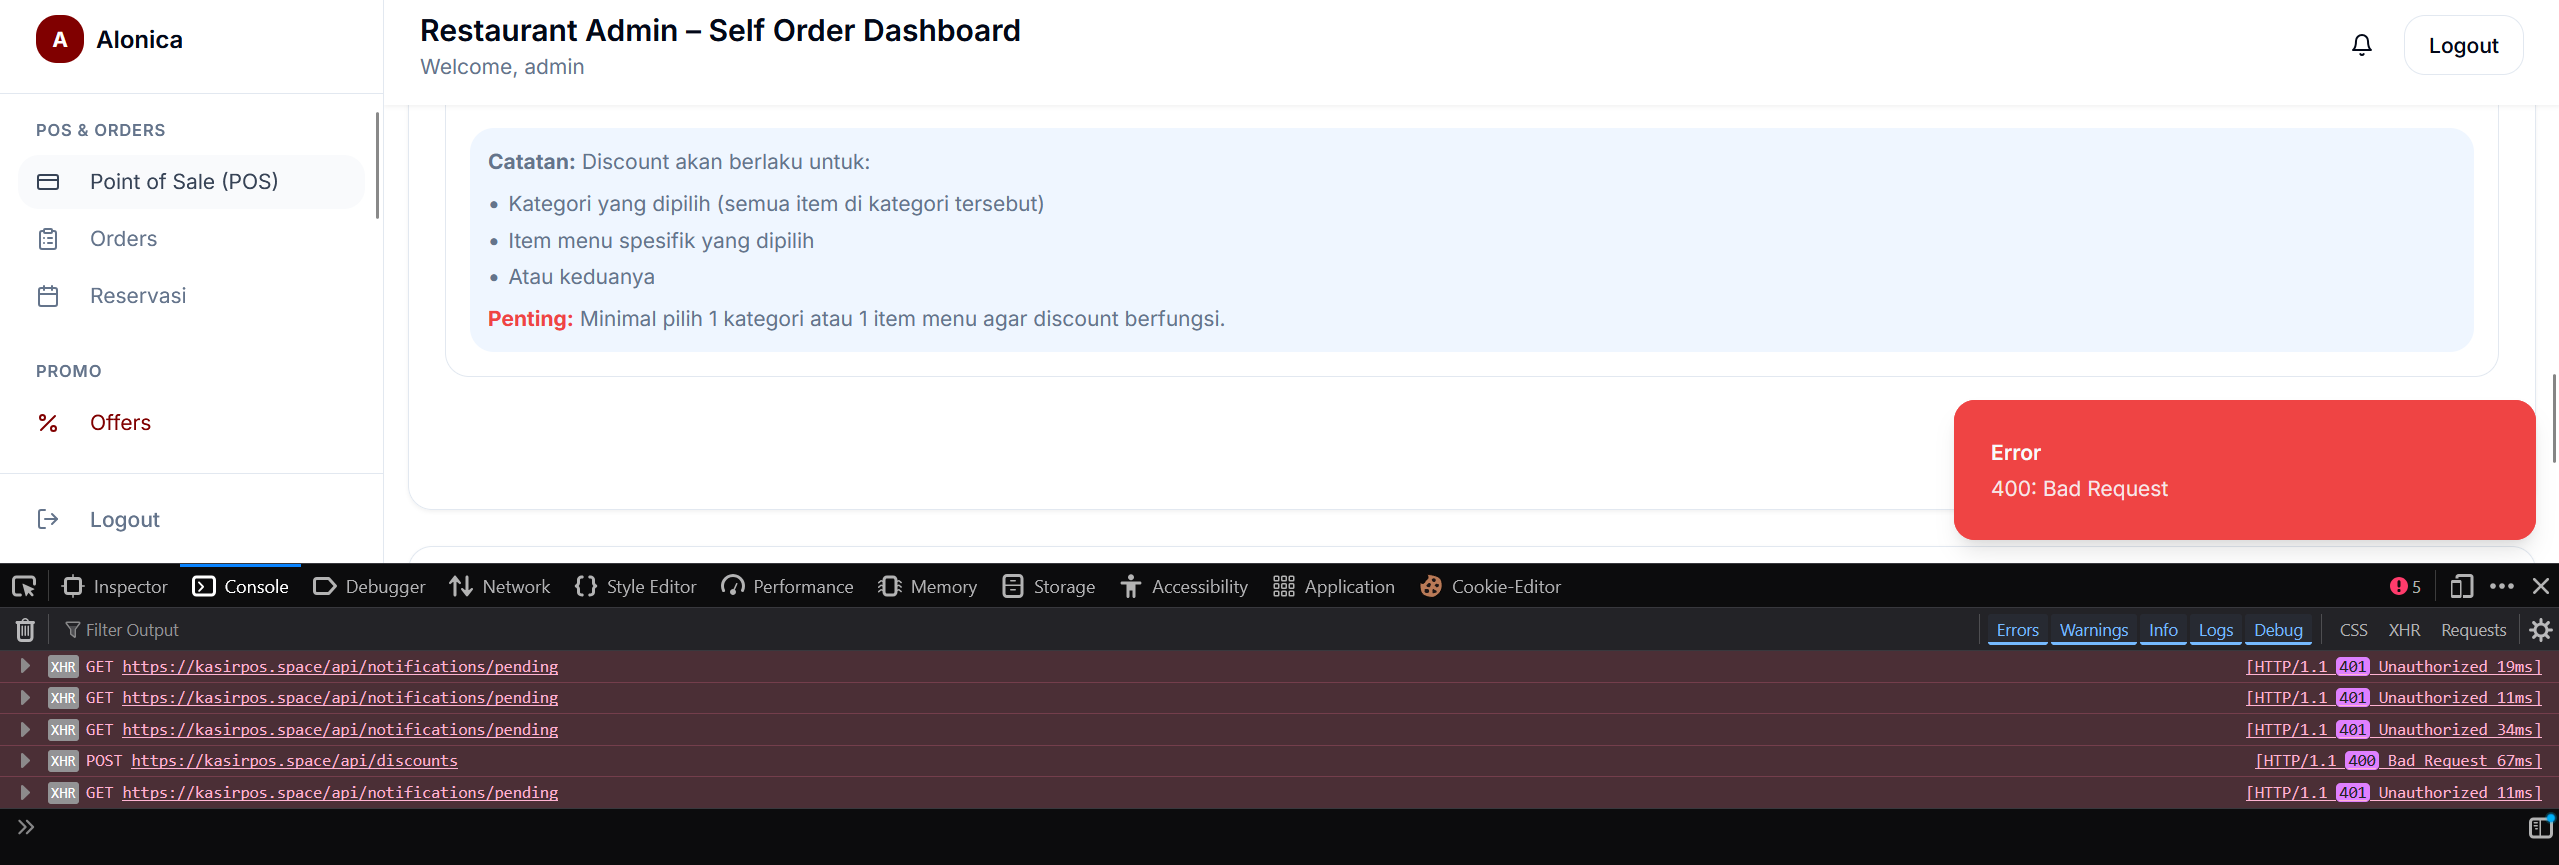 A Alonica
Restaurant Admin – Self Order Dashboard
Welcome, admin
Logout
POS & ORDERS
Point of Sale (POS)
Orders
Reservasi
PROMO
Offers
Logout
Catatan: Discount akan berlaku untuk:
• Kategori yang dipilih (semua item di kategori tersebut)
• Item menu spesifik yang dipilih
• Atau keduanya
Penting: Minimal pilih 1 kategori atau 1 item menu agar discount berfungsi.
Error
400: Bad Request
Inspector Console Debugger Network Style Editor Performance Memory Storage Accessibility Application Cookie-Editor 5
Filter Output Errors Warnings Info Logs Debug CSS XHR Requests
XHR GET https://kasirpos.space/api/notifications/pending [HTTP/1.1 401 Unauthorized 19ms]
XHR GET https://kasirpos.space/api/notifications/pending [HTTP/1.1 401 Unauthorized 11ms]
XHR GET https://kasirpos.space/api/notifications/pending [HTTP/1.1 401 Unauthorized 34ms]
XHR POST https://kasirpos.space/api/discounts [HTTP/1.1 400 Bad Request 67ms]
XHR GET https://kasirpos.space/api/notifications/pending [HTTP/1.1 401 Unauthorized 11ms]